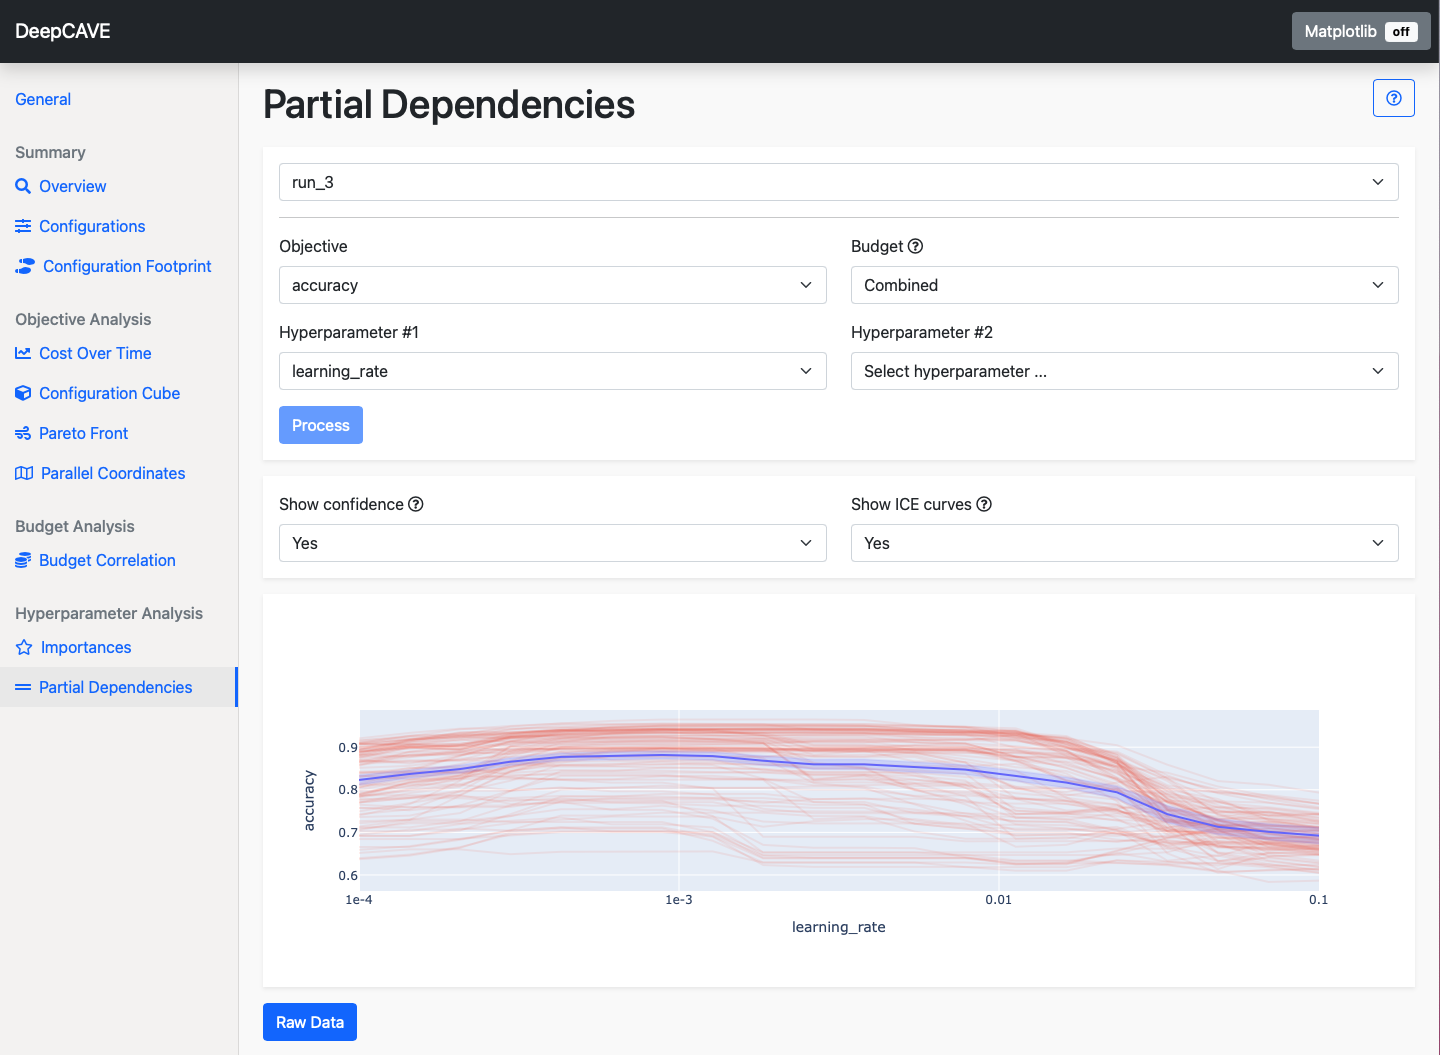 DeepCAVE
Matplotlib off
General
Summary
Overview
Configurations
Configuration Footprint
Objective Analysis
Cost Over Time
Configuration Cube
Pareto Front
Parallel Coordinates
Budget Analysis
Budget Correlation
Hyperparameter Analysis
Importances
Partial Dependencies
Partial Dependencies
run_3
Objective
Budget
accuracy
Combined
Hyperparameter #1
Hyperparameter #2
learning_rate
Select hyperparameter ...
Process
Show confidence
Show ICE curves
Yes
Yes
accuracy
0.9
0.8
0.7
0.6
1e-4
1e-3
0.01
0.1
learning_rate
Raw Data